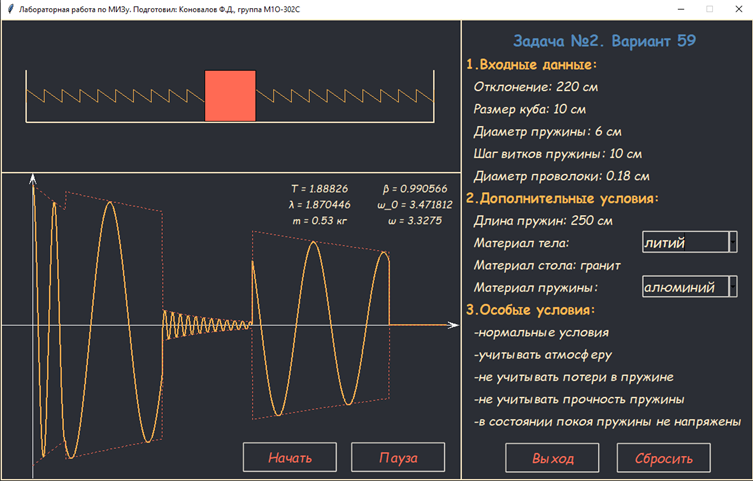 Лабораторная работа по МИЗу. Подготовил: Коновалов Ф.Д., группа М1О-302С
Задача №2. Вариант 59
1.Входные данные:
Отклонение: 220 см
Размер куба: 10 см
Диаметр пружины: 6 см
Шаг витков пружины: 10 см
Диаметр проволоки: 0.18 см
2.Дополнительные условия:
Длина пружин: 250 см
Материал тела: литий
Материал стола: гранит
Материал пружины: алюминий
3.Особые условия:
-нормальные условия
-учитывать атмосферу
-не учитывать потери в пружине
-не учитывать прочность пружины
-в состоянии покоя пружины не напряжены
Выход Сбросить
T = 1.88826 β = 0.990566
λ = 1.870446 ω_0 = 3.471812
m = 0.53 кг ω = 3.3275
Начать Пауза